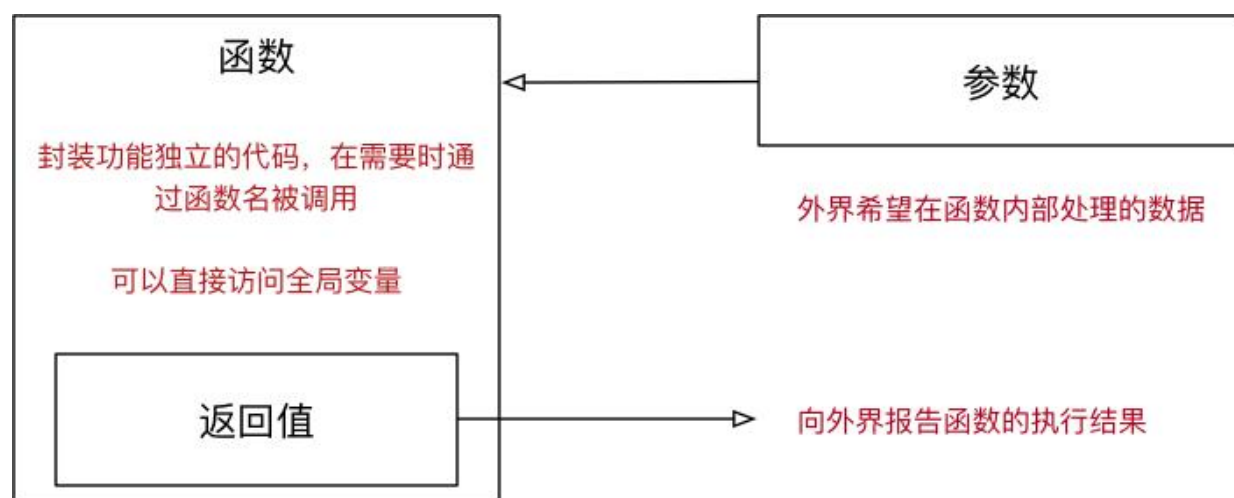 函数
参数
封装功能独立的代码，在需要时通
过函数名被调用
外界希望在函数内部处理的数据
可以直接访问全局变量
返回值
向外界报告函数的执行结果